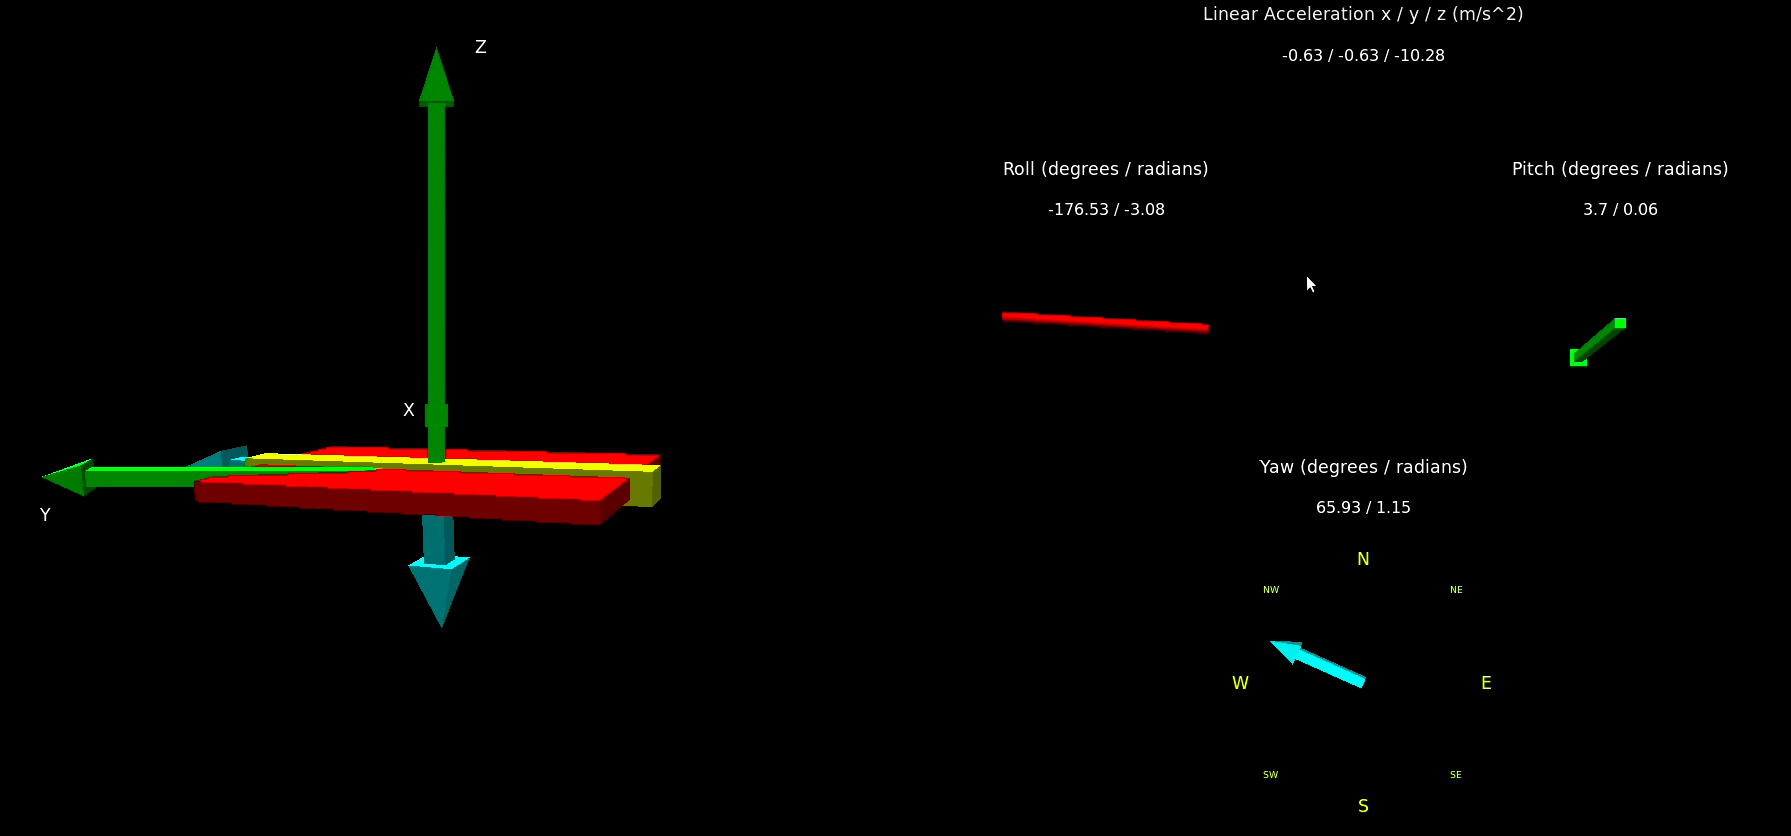 Z
X
Y
Linear Acceleration x / y / z (m/s^2)
-0.63 / -0.63 / -10.28
Roll (degrees / radians)
-176.53 / -3.08
Pitch (degrees / radians)
3.7 / 0.06
Yaw (degrees / radians)
65.93 / 1.15
N
NW
NE
W
E
SW
SE
S